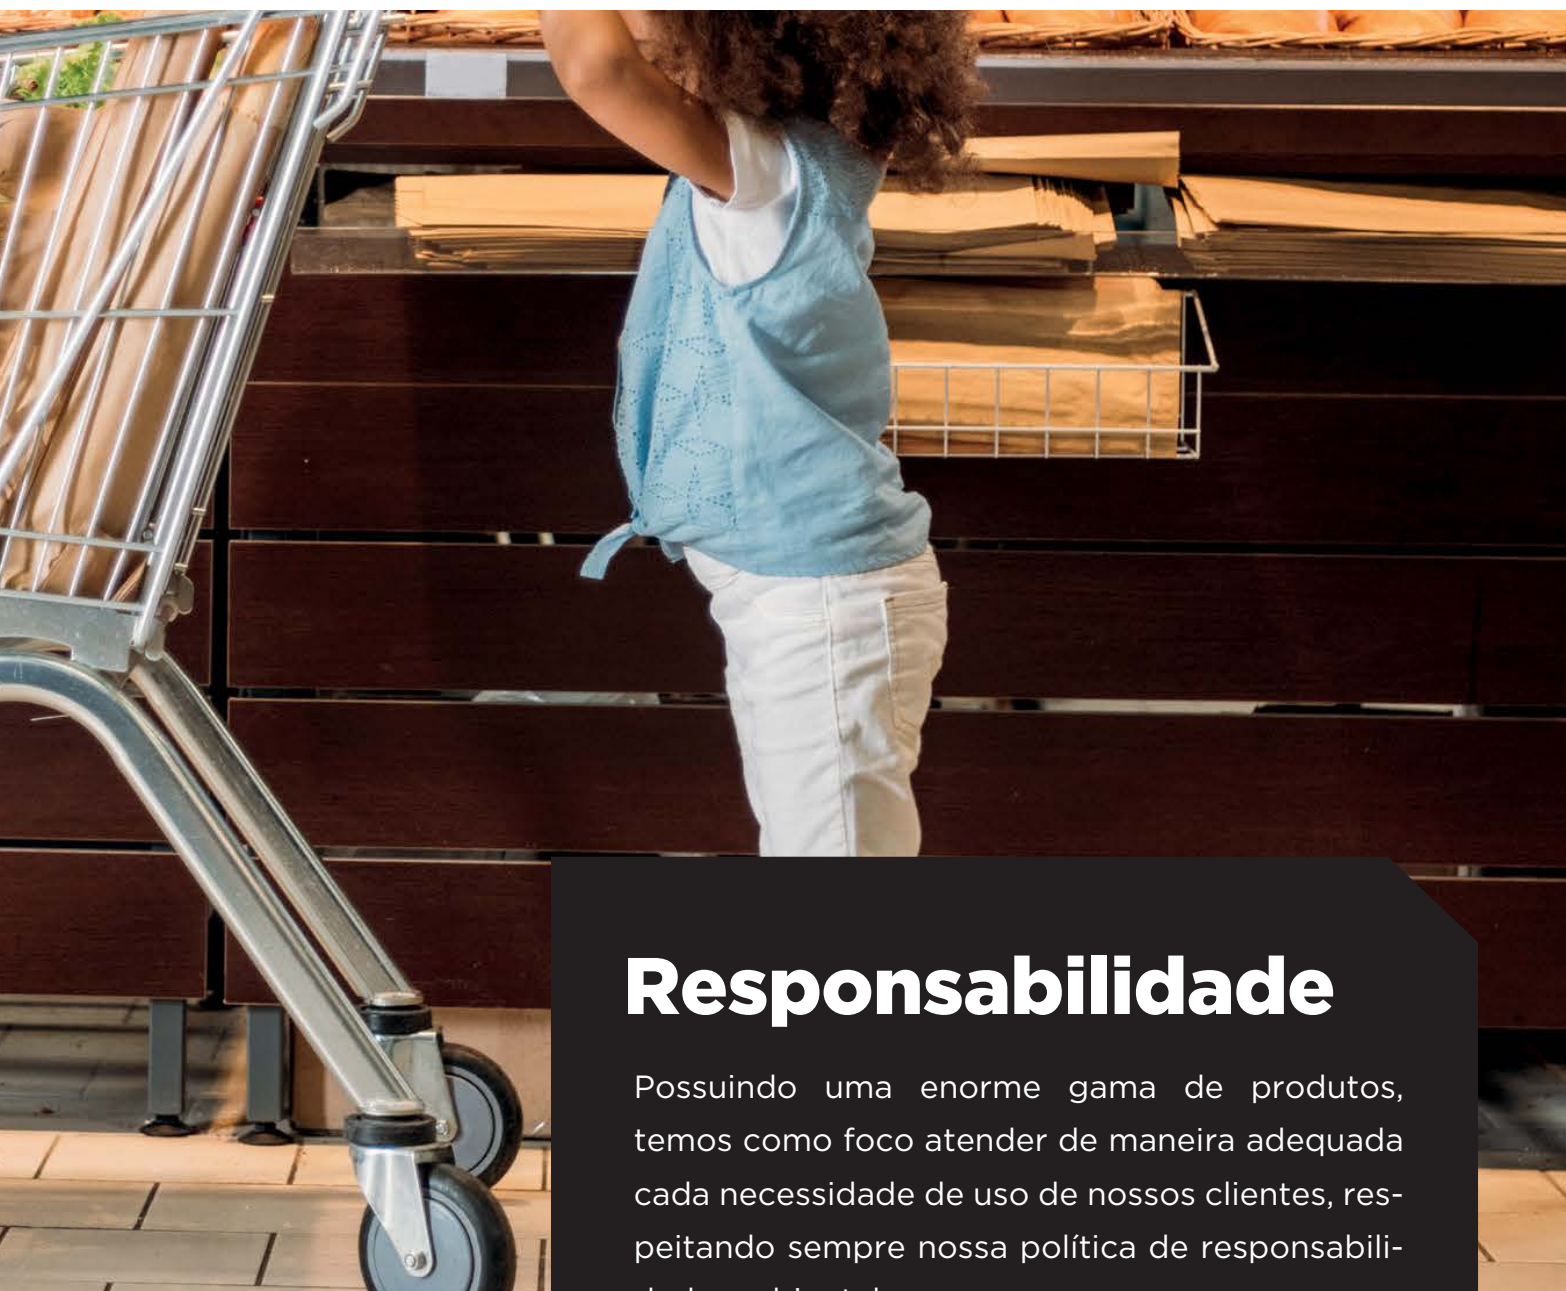 Responsabilidade
Possuindo uma enorme gama de produtos,
temos como foco atender de maneira adequada
cada necessidade de uso de nossos clientes, res-
peitando sempre nossa política de responsabili-